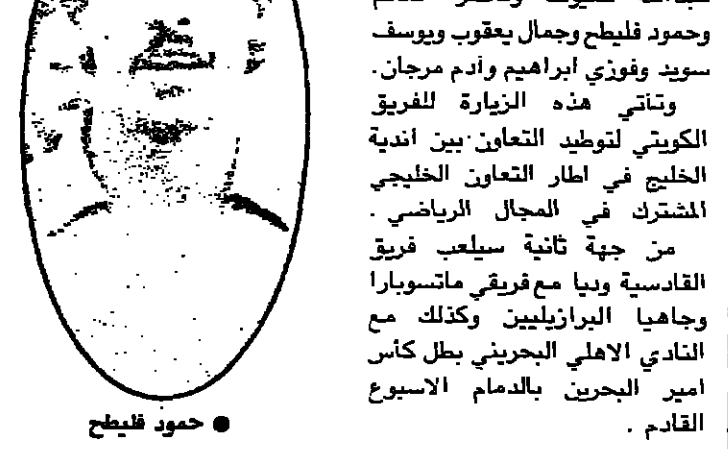 وحمود فليطح وجمال يعقوب ويوسف
سويد وفوزي ابراهيم وأدم مرجان.
وتأتي هذه الزيارة للفريق
الكويتي لتوطيد التعاون بين أندية
الخليج في اطار التعاون الخليجي
المشترك في المجال الرياضي .
من جهة ثانية سيلعب فريق
القادسية وديا مع فريقي ماتسوبارا
وجاهيا البرازيليين وكذلك مع
النادي الاهلي البحريني بطل كأس
امير البحرين بالدمام الاسبوع
القادم .
● حمود فليطح